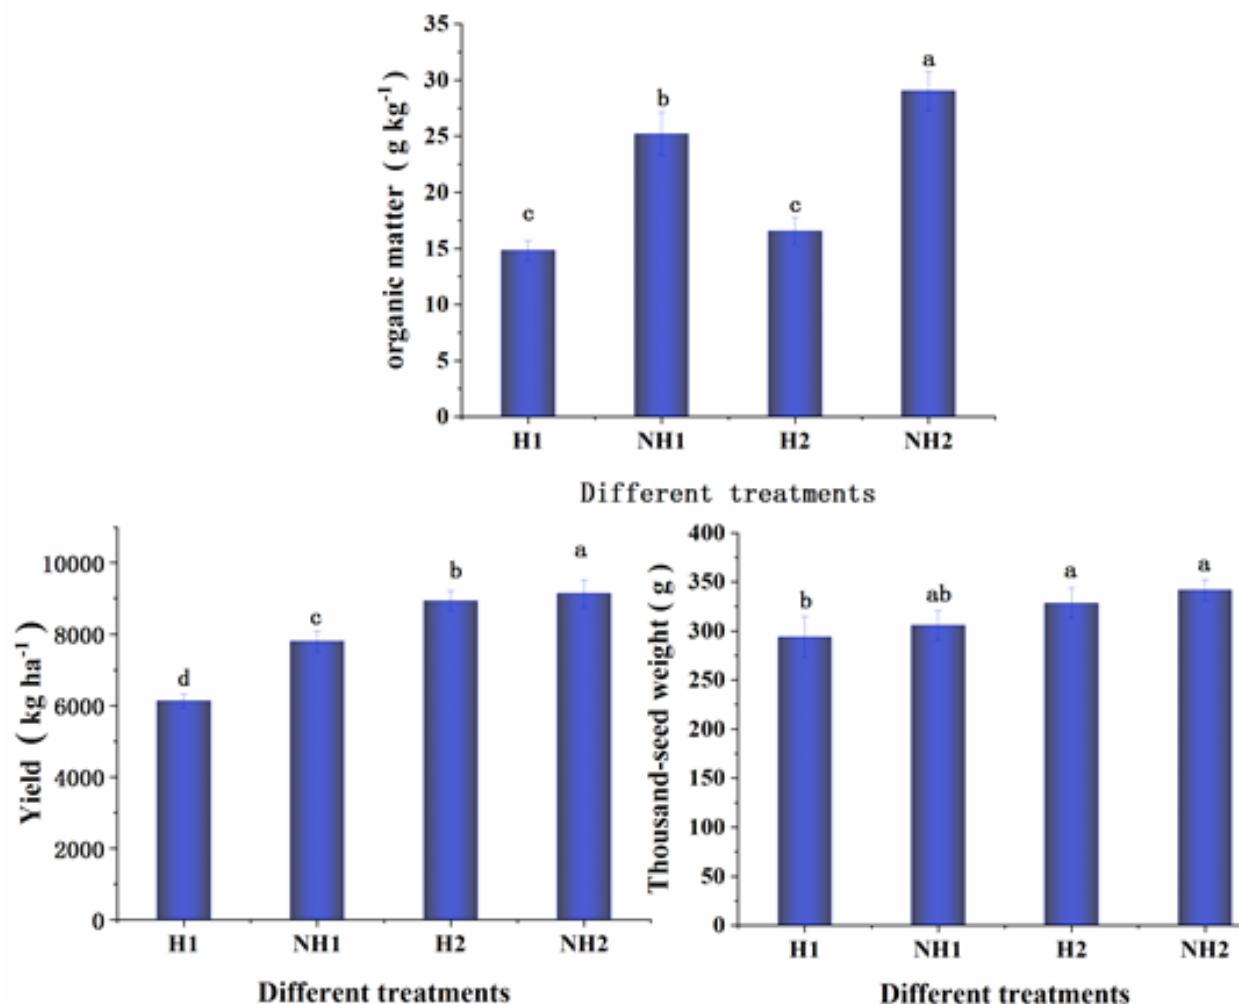 organic matter ( g kg-1)
35
30
25
20
15
10
5
0
c
b
c
a
H1 NH1 H2 NH2
Different treatments
Yield ( kg ha-1)
10000
8000
6000
4000
2000
0
d
c
b
a
H1 NH1 H2 NH2
Different treatments
Thousand-seed weight ( g )
400
350
300
250
200
150
100
50
0
b
ab
a
a
H1 NH1 H2 NH2
Different treatments